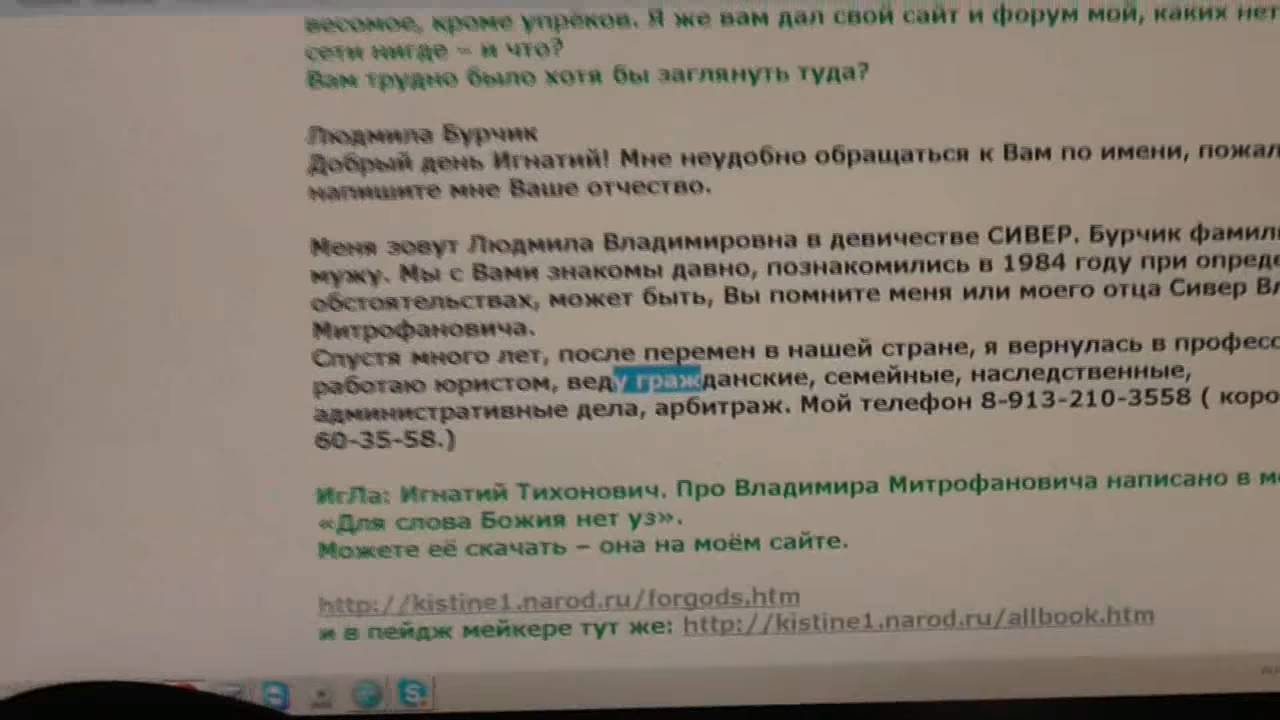 весомое, кроме упрёков. Я же вам дал свой сайт и форум мой, каких нет
сети нигде – и что?
Вам трудно было хотя бы заглянуть туда?
Людмила Бурчик
Добрый день Игнатий! Мне неудобно обращаться к Вам по имени, пожал
напишите мне Ваше отчество.
Меня зовут Людмила Владимировна в девичестве СИВЕР. Бурчик фамили
мужу. Мы с Вами знакомы давно, познакомились в 1984 году при опреде
обстоятельствах, может быть, Вы помните меня или моего отца Сивер Вл
Митрофановича.
Спустя много лет, после перемен в нашей стране, я вернулась в професс
работаю юристом, веду гражданские, семейные, наследственные,
административные дела, арбитраж. Мой телефон 8-913-210-3558 ( коро
60-35-58.)
ИгЛа: Игнатий Тихонович. Про Владимира Митрофановича написано в м
«Для слова Божия нет уз».
Можете её скачать – она на моём сайте.
http://kistine1.narod.ru/forgods.htm
и в пейдж мейкере тут же: http://kistine1.narod.ru/allbook.htm